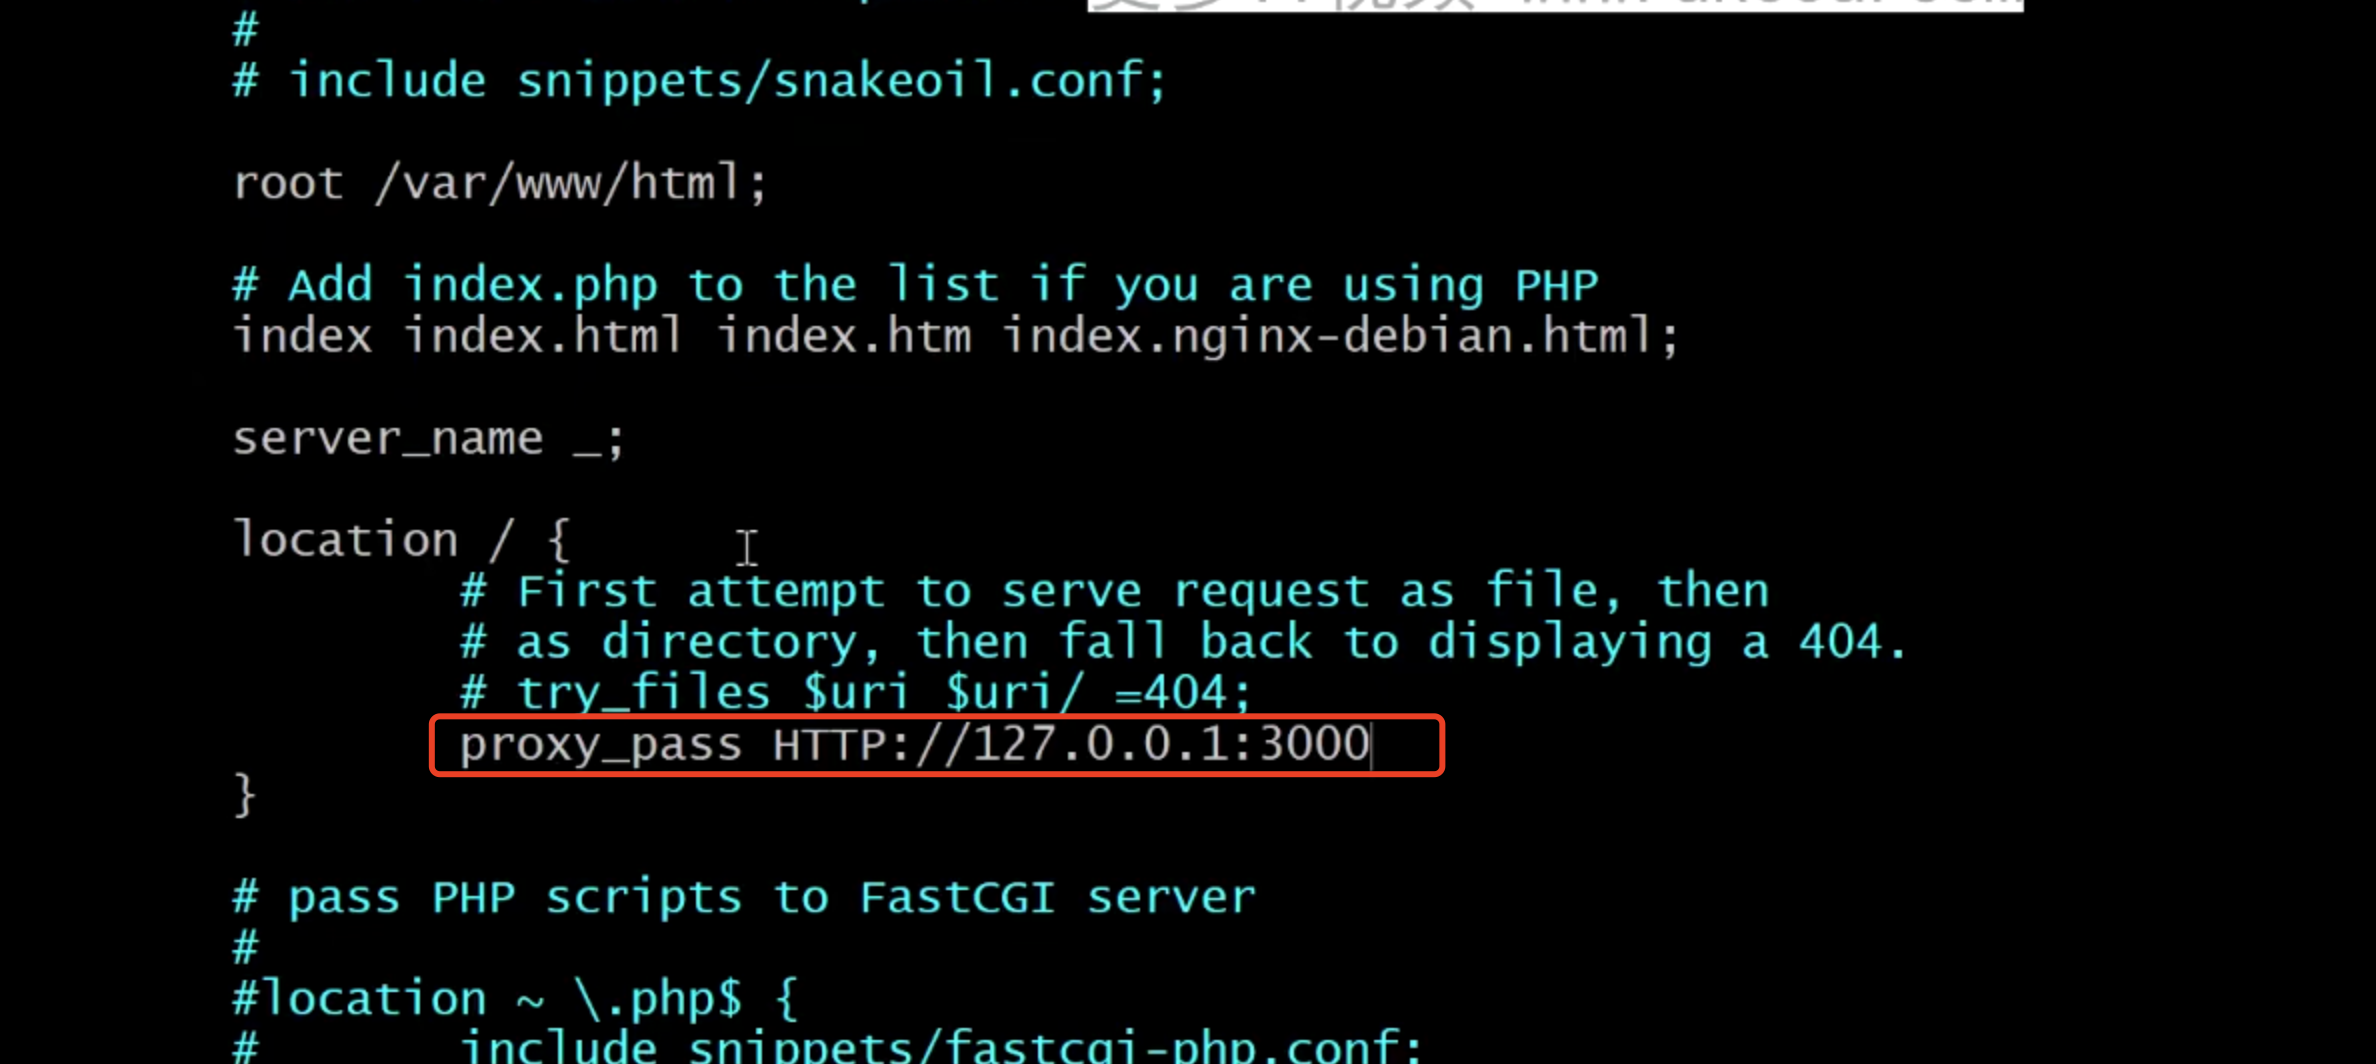 #
# include snippets/snakeoil.conf;
root /var/www/html;
# Add index.php to the list if you are using PHP
index index.html index.htm index.nginx-debian.html;
server_name _;
location / {
# First attempt to serve request as file, then
# as directory, then fall back to displaying a 404.
# try_files $uri $uri/ =404;
proxy_pass HTTP://127.0.0.1:3000
}
# pass PHP scripts to FastCGI server
#
#location ~ \.php$ {
# include snippets/fastcgi-php.conf;